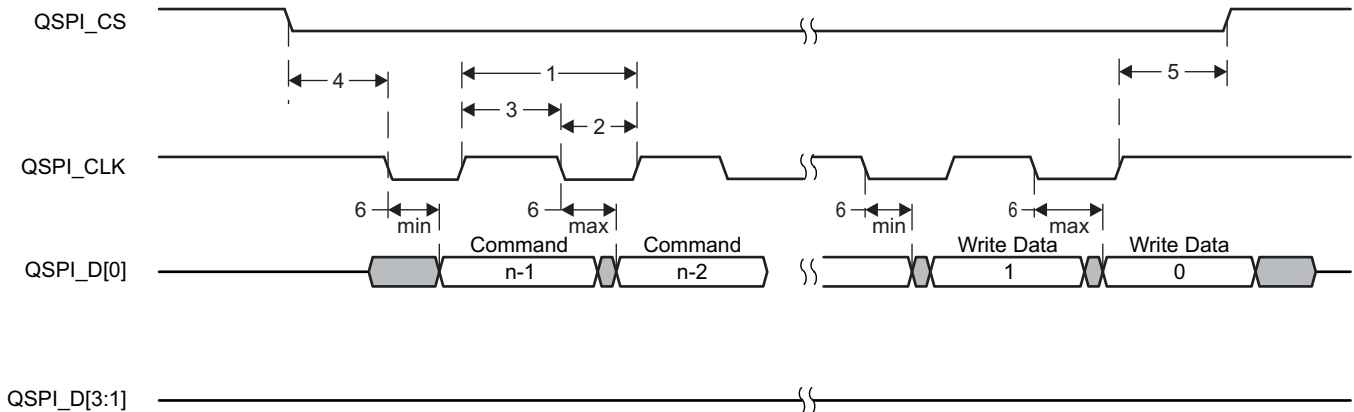 QSPI_CS
4
1
5
3
2
QSPI_CLK
6 min
6 max
6 min
6 max
Command
Command
Write Data
Write Data
QSPI_D[0]
n-1
n-2
1
0
QSPI_D[3:1]